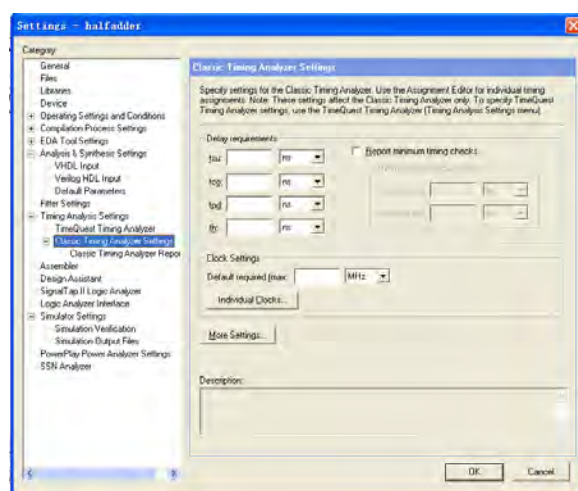 Settings - halfadder
Category:
General
Files
Libraries
Device
Operating Settings and Conditions
Compilation Process Settings
EDA Tool Settings
Analysis & Synthesis Settings
VHDL Input
Verilog HDL Input
Default Parameters
Fitter Settings
Timing Analysis Settings
TimeQuest Timing Analyzer
Classic Timing Analyzer Settings
Classic Timing Analyzer Repor
Assembler
Design Assistant
SignalTap II Logic Analyzer
Logic Analyzer Interface
Simulator Settings
Simulation Verification
Simulation Output Files
PowerPlay Power Analyzer Settings
SSN Analyzer
Classic Timing Analyzer Settings
Specify settings for the Classic Timing Analyzer. Use the Assignment Editor for individual timing
assignments. Note: These settings affect the Classic Timing Analyzer only. To specify TimeQuest
Timing Analyzer settings, use the TimeQuest Timing Analyzer (Timing Analysis Settings menu)
Delay requirements
tsu: ns
tco: ns
tpd: ns
th: ns
Report minimum timing checks
Clock Settings
Default required fmax: MHz
Individual Clocks...
More Settings...
Description:
OK Cancel